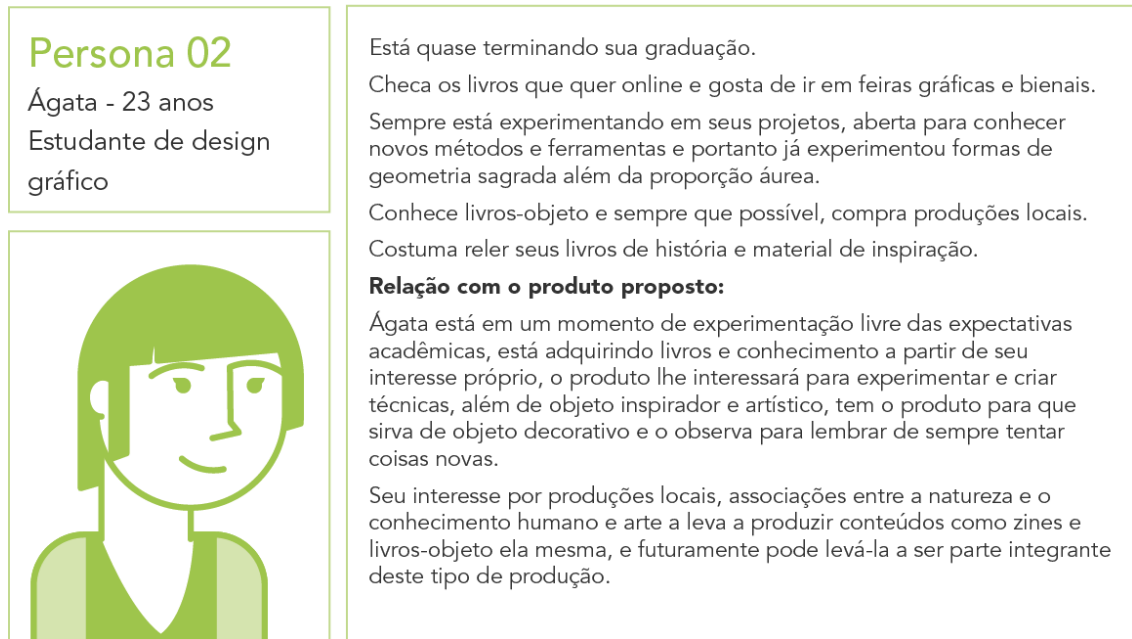 Persona 02
Ágata - 23 anos
Estudante de design
gráfico
Está quase terminando sua graduação.
Checa os livros que quer online e gosta de ir em feiras gráficas e bienais.
Sempre está experimentando em seus projetos, aberta para conhecer
novos métodos e ferramentas e portanto já experimentou formas de
geometria sagrada além da proporção áurea.
Conhece livros-objeto e sempre que possível, compra produções locais.
Costuma reler seus livros de história e material de inspiração.
Relação com o produto proposto:
Ágata está em um momento de experimentação livre das expectativas
acadêmicas, está adquirindo livros e conhecimento a partir de seu
interesse próprio, o produto lhe interessará para experimentar e criar
técnicas, além de objeto inspirador e artístico, tem o produto para que
sirva de objeto decorativo e o observa para lembrar de sempre tentar
coisas novas.
Seu interesse por produções locais, associações entre a natureza e o
conhecimento humano e arte a leva a produzir conteúdos como zines e
livros-objeto ela mesma, e futuramente pode levá-la a ser parte integrante
deste tipo de produção.